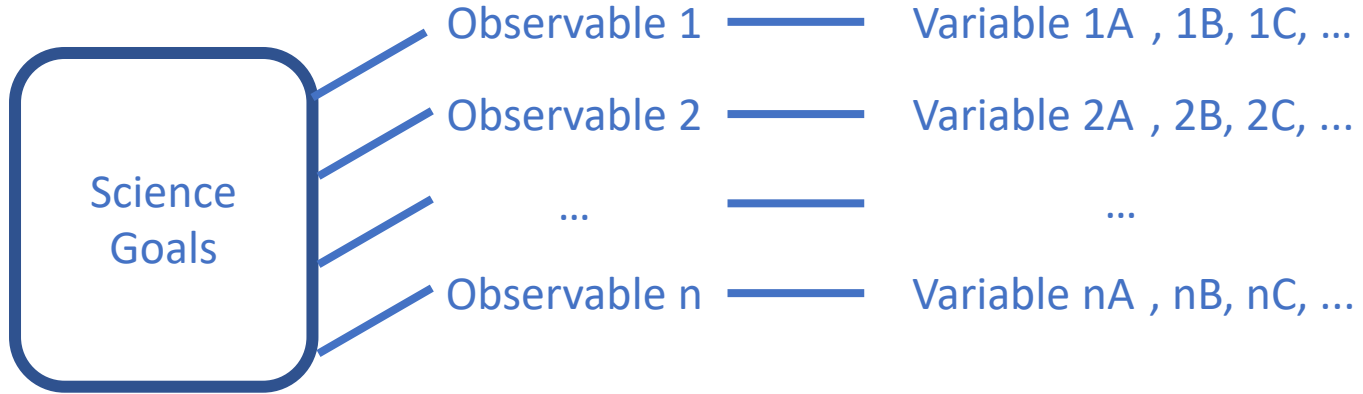 Observable 1 Variable 1A , 1B, 1C, ...
Observable 2 Variable 2A , 2B, 2C, ...
Science
Goals
... ...
Observable n Variable nA , nB, nC, ...